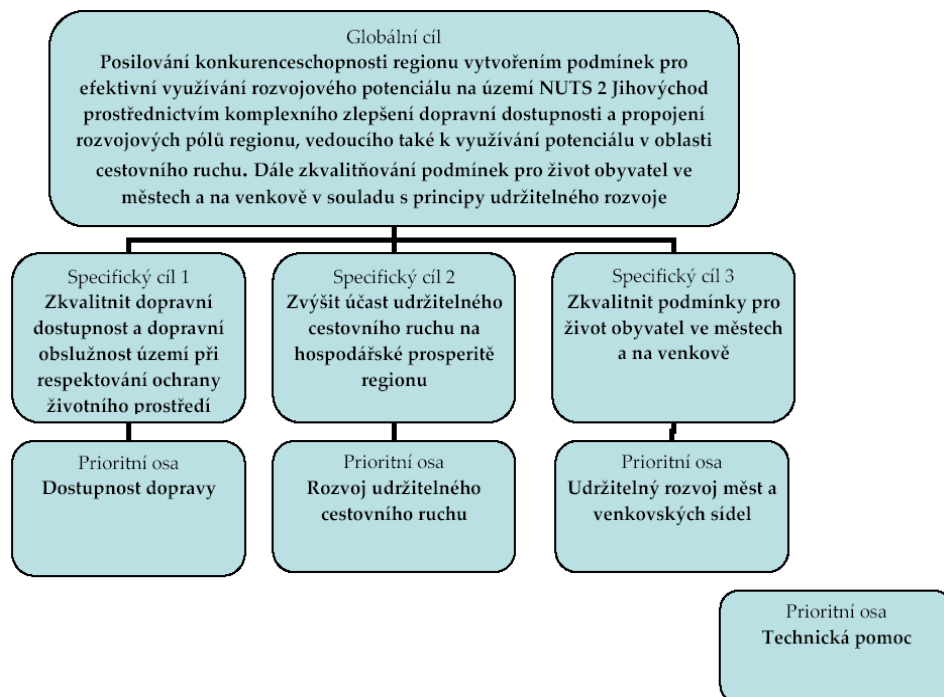 Globální cíl
Posilování konkurenceschopnosti regionu vytvořením podmínek pro
efektivní využívání rozvojového potenciálu na území NUTS 2 Jihovýchod
prostřednictvím komplexního zlepšení dopravní dostupnosti a propojení
rozvojových pólů regionu, vedoucího také k využívání potenciálu v oblasti
cestovního ruchu. Dále zkvalitňování podmínek pro život obyvatel ve
městech a na venkově v souladu s principy udržitelného rozvoje
Specifický cíl 1
Zkvalitnit dopravní
dostupnost a dopravní
obslužnost území při
respektování ochrany
životního prostředí
Specifický cíl 2
Zvýšit účast udržitelného
cestovního ruchu na
hospodářské prosperitě
regionu
Specifický cíl 3
Zkvalitnit podmínky pro
život obyvatel ve městech
a na venkově
Prioritní osa
Dostupnost dopravy
Prioritní osa
Rozvoj udržitelného
cestovního ruchu
Prioritní osa
Udržitelný rozvoj měst a
venkovských sídel
Prioritní osa
Technická pomoc